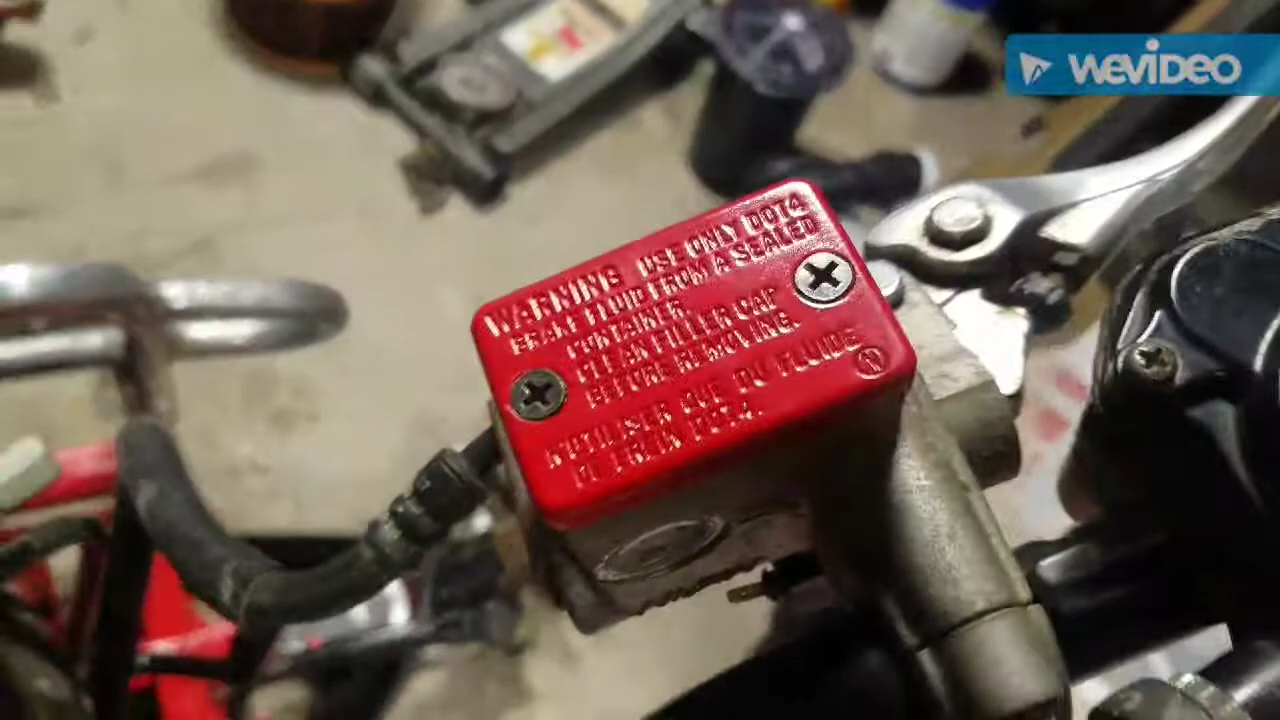 WEVIDEO
WARNING USE ONLY DOT4
BRAKE FLUID FROM A SEALED
CONTAINER.
CLEAN FILLER CAP
BEFORE REMOVING.
UTILISER QUE DU FLUIDE
DE FREIN DOT4.